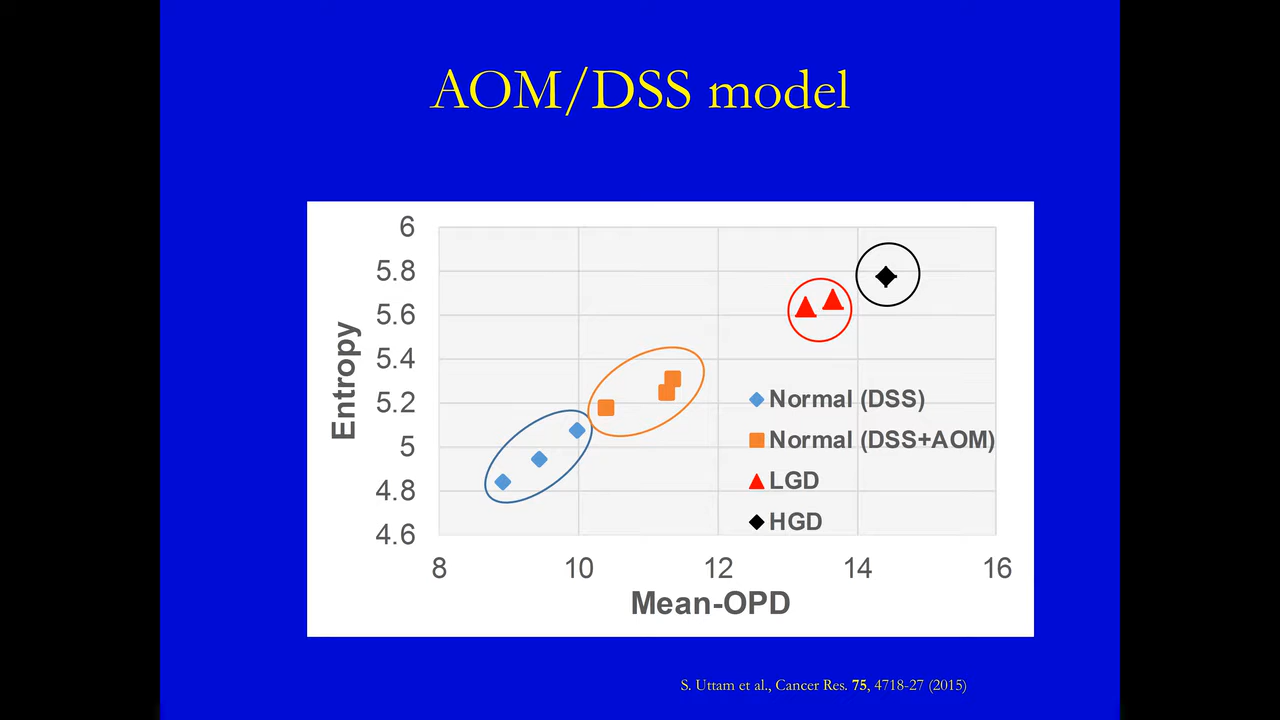 AOM/DSS model
6
5.8
5.6
5.4
5.2
5
4.8
4.6
Entropy
Normal (DSS)
Normal (DSS+AOM)
LGD
HGD
8 10 12 14 16
Mean-OPD
S. Uttam et al., Cancer Res. 75, 4718-27 (2015)